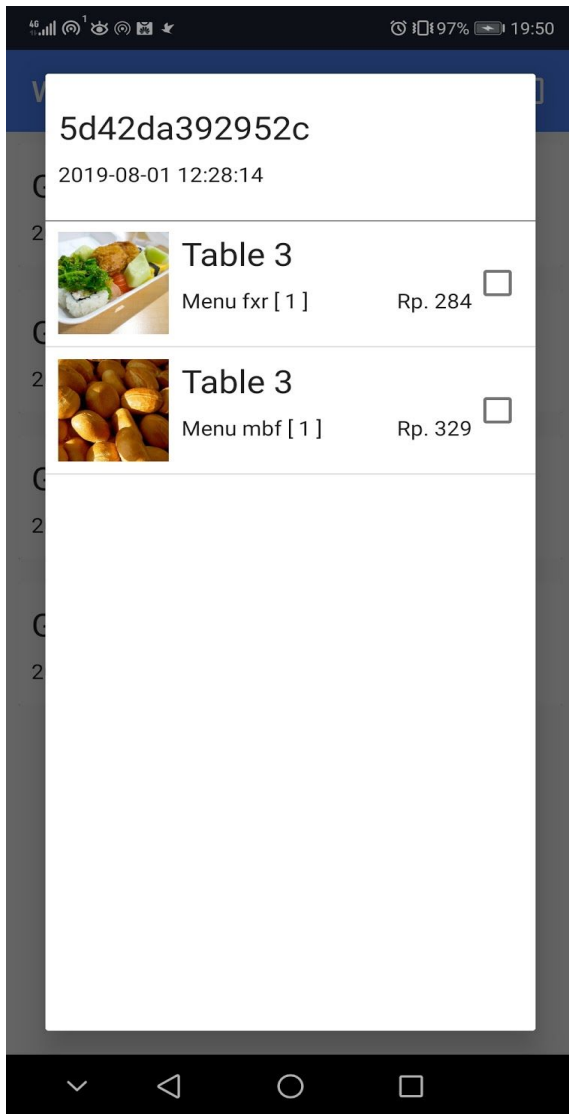 46 1 97% 19:50
5d42da392952c
2019-08-01 12:28:14
Table 3
Menu fxr [ 1 ] Rp. 284
Table 3
Menu mbf [ 1 ] Rp. 329